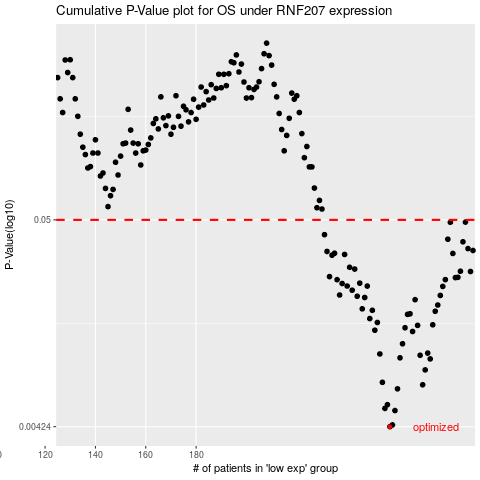 Cumulative P-Value plot for OS under RNF207 expression
P-Value(log10)
0.05
0.00424
optimized
0 120 140 160 180
# of patients in 'low exp' group